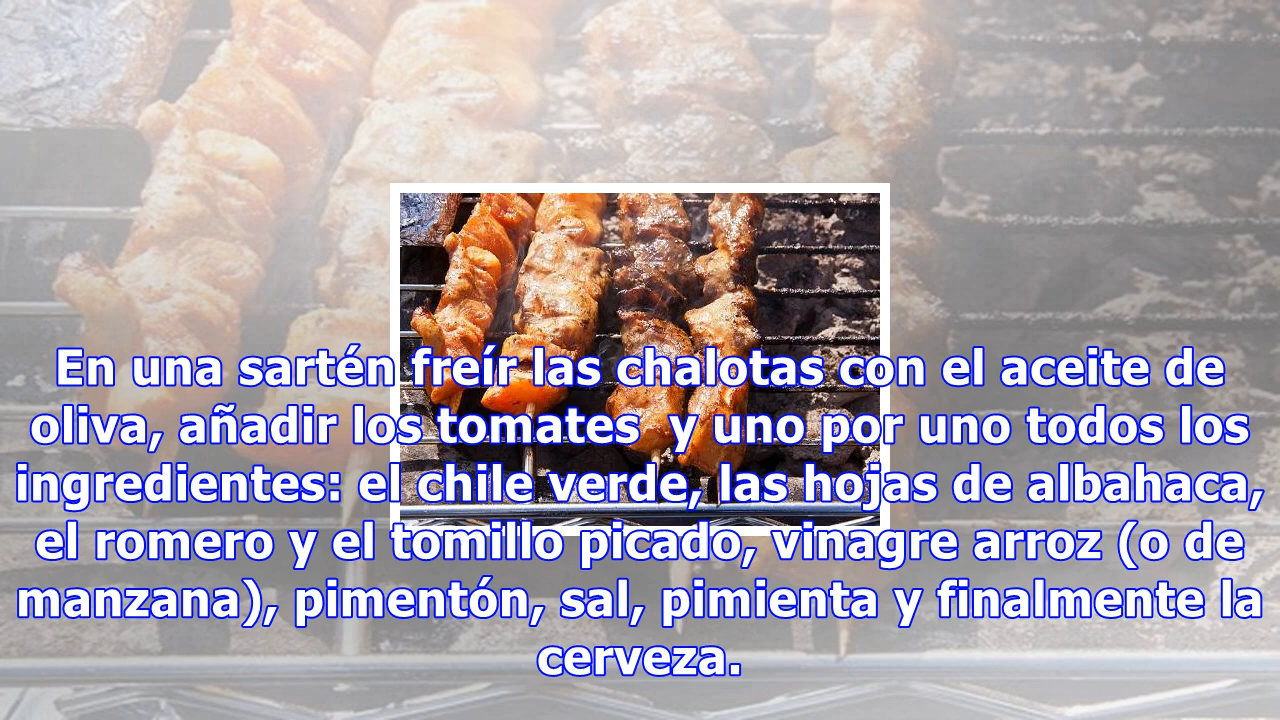 En una sartén freír las chalotas con el aceite de
oliva, añadir los tomates  y uno por uno todos los
ingredientes: el chile verde, las hojas de albahaca,
el romero y el tomillo picado, vinagre arroz (o de
manzana), pimentón, sal, pimienta y finalmente la
cerveza.